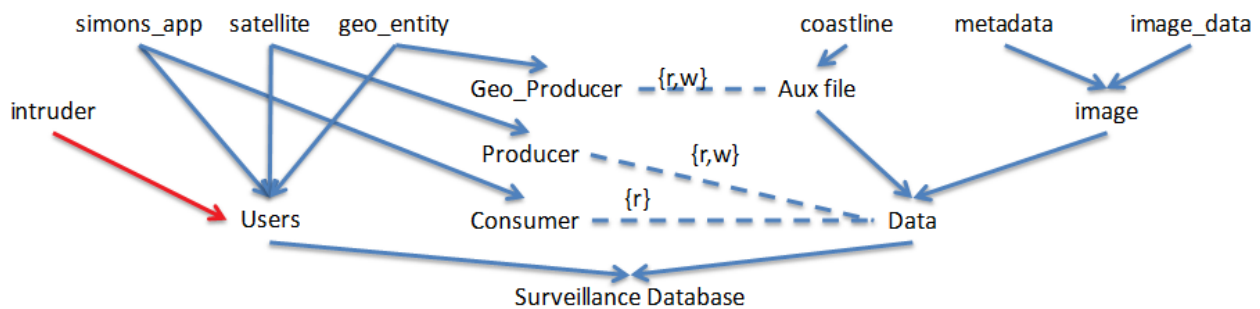 simons_app satellite geo_entity coastline metadata image_data
Geo_Producer {r,w} Aux file
intruder image
Producer {r,w}
{r}
Users Consumer Data
Surveillance Database